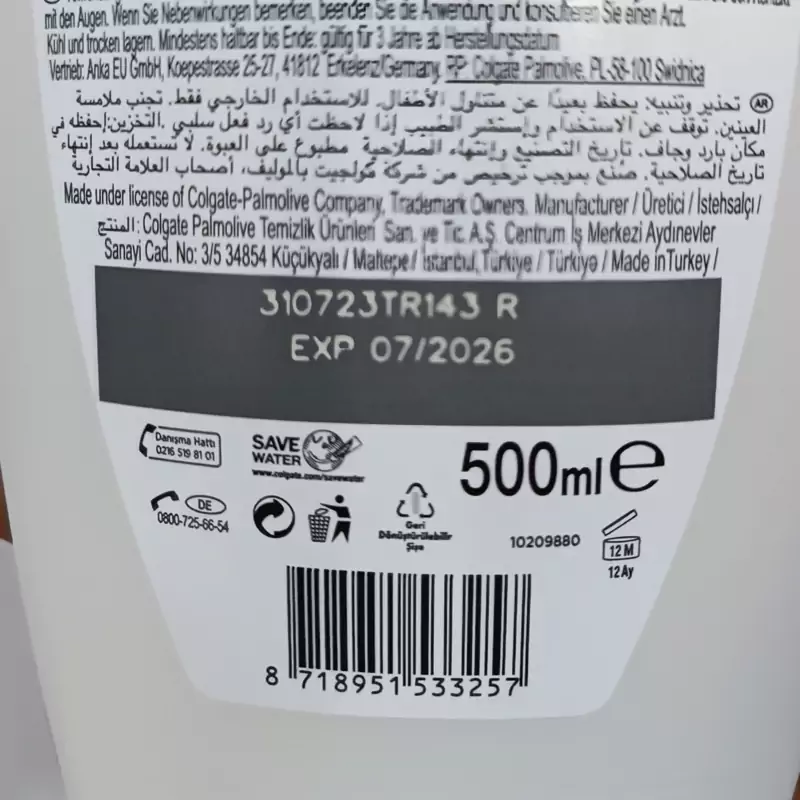 mit den Augen. Wenn Sie Nebenwirkungen bemerken, beenden Sie die Anwendung und konsultieren Sie einen Arzt.
Kühl und trocken lagern. Mindestens haltbar bis Ende: gültig für 3 Jahre ab Herstellungsdatum
Vertrieb: Anka EU GmbH, Koepestrasse 25-27, 41812 Erkelenz/Germany. RP: Colgate Palmolive, PL-58-100 Swidnica
AR تحذير وتنبيه: يحفظ بعيدًا عن متناول الأطفال. للاستخدام الخارجي فقط. تجنب ملامسة
العينين. توقف عن الاستخدام وإستشر الطبيب إذا لاحظت أي رد فعل سلبي. التخزين: إحفظه في
مكان بارد وجاف. تاريخ التصنيع وإنتهاء الصلاحية مطبوع على العبوة. لا تستعمله بعد إنتهاء
تاريخ الصلاحية. صنع بموجب ترخيص من شركة كولجيت بالموليف، أصحاب العلامة التجارية
Made under license of Colgate-Palmolive Company, Trademark Owners. Manufacturer / Üretici / İstehsalçı /
المنتج: Colgate Palmolive Temizlik Ürünleri San. ve Tic. A.Ş. Centrum İş Merkezi Aydınevler
Sanayi Cad. No: 3/5 34854 Küçükyalı / Maltepe / İstanbul, Türkiye / Türkiyə / Made in Turkey /
310723TR143 R
EXP 07/2026
Danışma Hattı
0216 519 81 01
SAVE
WATER
www.colgate.com/savewater
500ml e
DE
0800-725-66-54
Geri
Dönüştürülebilir
Şişe
10209880
12 M
12 Ay
8 718951 533257